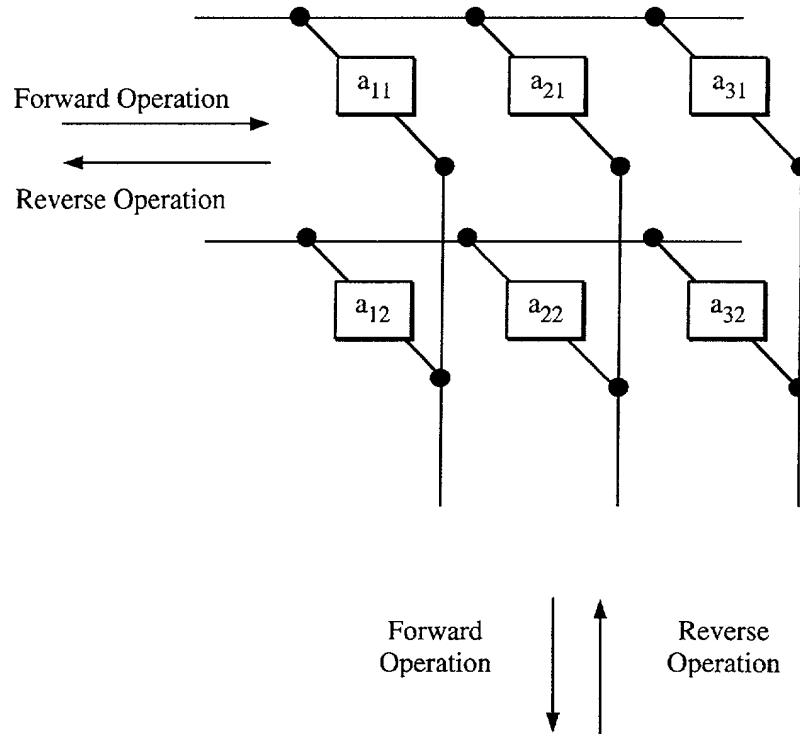 a11 a21 a31
Forward Operation
Reverse Operation
a12 a22 a32
Forward
Operation
Reverse
Operation